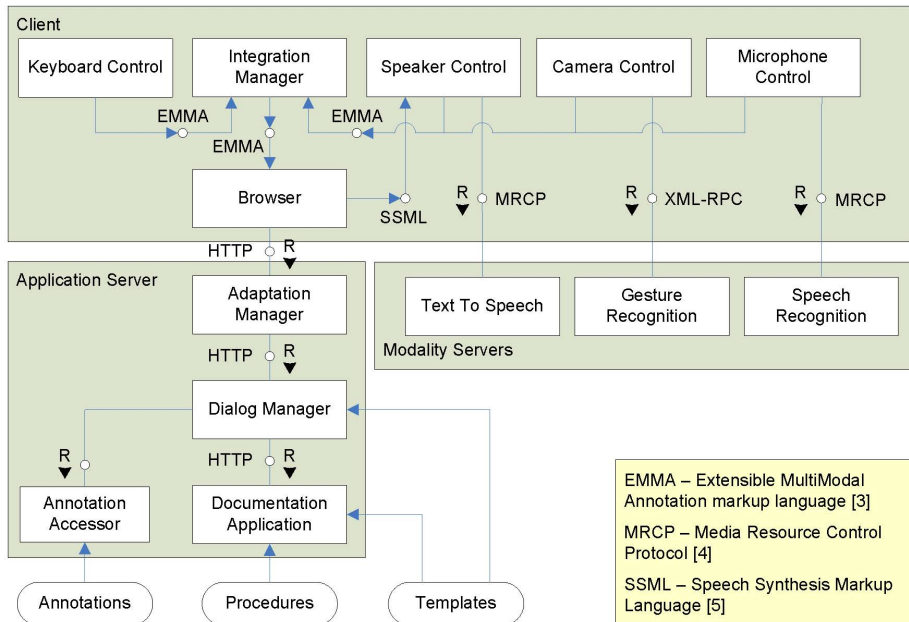 Client
Keyboard Control
Integration
Manager
Speaker Control
Camera Control
Microphone
Control
EMMA
EMMA
EMMA
Browser
SSML
R
MRCP
R
XML-RPC
R
MRCP
HTTP
R
Application Server
Adaptation
Manager
Text To Speech
Gesture
Recognition
Speech
Recognition
Modality Servers
HTTP
R
Dialog Manager
R
HTTP
R
Annotation
Accessor
Documentation
Application
EMMA – Extensible MultiModal
Annotation markup language [3]
MRCP – Media Resource Control
Protocol [4]
SSML – Speech Synthesis Markup
Language [5]
Annotations
Procedures
Templates